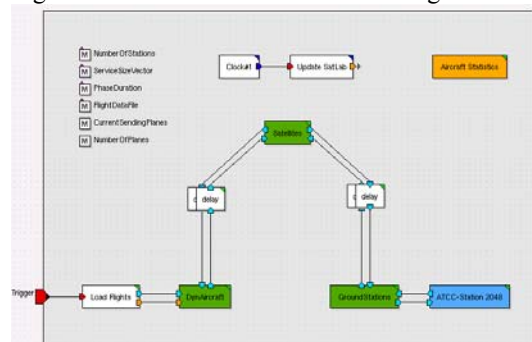 NumberOfStations
ServiceSizeVector
PhaseDuration
FlightDataFile
CurrentSendingPlanes
NumberOfPlanes
Clock#1
Update SatLab
Aircraft Statistics
Satellites
delay
delay
Trigger
Load Flights
DynAircraft
GroundStations
ATCC-Station 2048